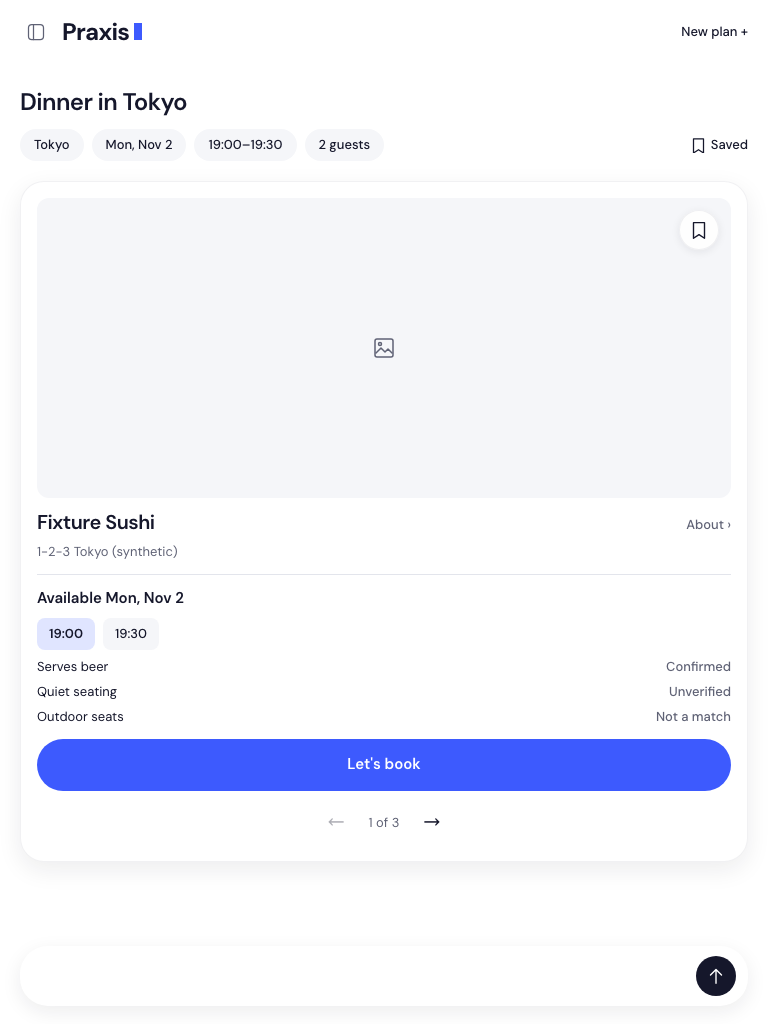 Praxis
New plan +
Dinner in Tokyo
Tokyo
Mon, Nov 2
19:00–19:30
2 guests
Saved
Fixture Sushi
About ›
1-2-3 Tokyo (synthetic)
Available Mon, Nov 2
19:00
19:30
Serves beer
Confirmed
Quiet seating
Unverified
Outdoor seats
Not a match
Let's book
← 1 of 3 →